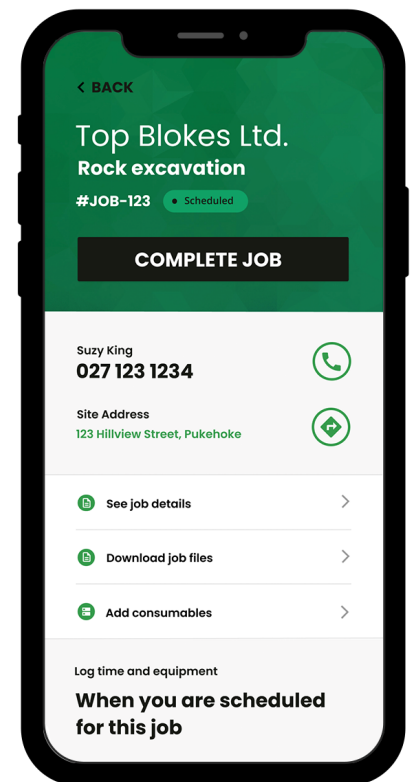 < BACK
Top Blokes Ltd.
Rock excavation
#JOB-123 • Scheduled
COMPLETE JOB
Suzy King
027 123 1234
Site Address
123 Hillview Street, Pukehoke
See job details
Download job files
Add consumables
Log time and equipment
When you are scheduled
for this job